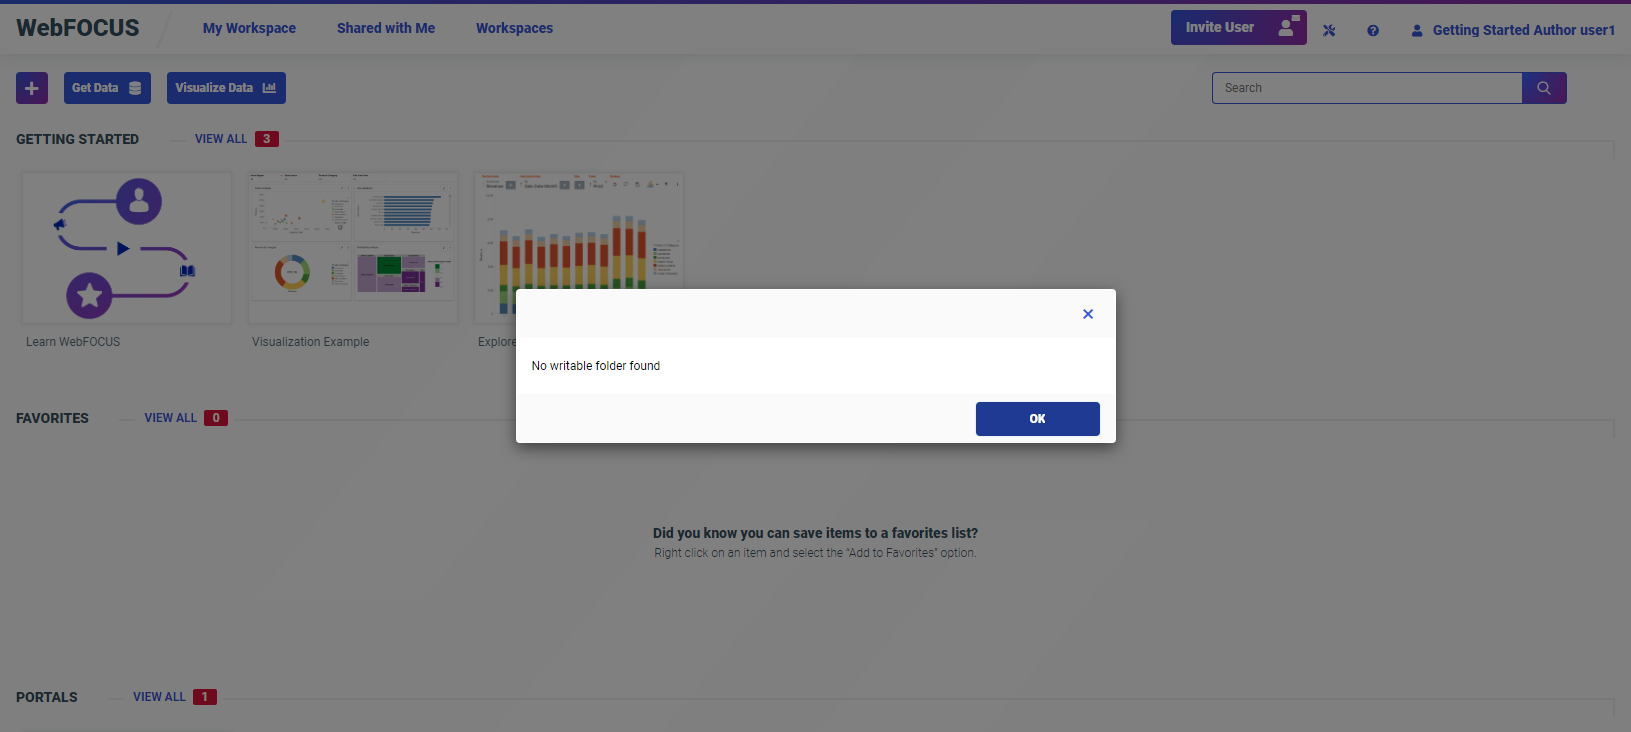 WebFOCUS
My Workspace
Shared with Me
Workspaces
Invite User
Getting Started Author user1
Get Data
Visualize Data
Search
GETTING STARTED
VIEW ALL 3
Learn WebFOCUS
Visualization Example
Explore
No writable folder found
OK
FAVORITES
VIEW ALL 0
Did you know you can save items to a favorites list?
Right click on an item and select the "Add to Favorites" option.
PORTALS
VIEW ALL 1